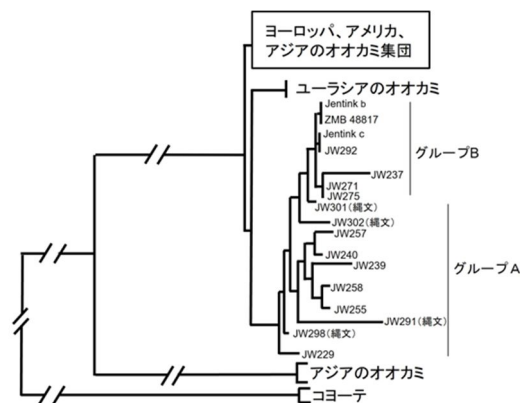 ヨーロッパ、アメリカ、
アジアのオオカミ集団
ユーラシアのオオカミ
Jentink b
ZMB 48817
Jentink c
JW292
グループB
JW237
JW271
JW275
JW301(縄文)
JW302(縄文)
JW257
JW240
JW239
グループA
JW258
JW255
JW291(縄文)
JW298(縄文)
JW229
アジアのオオカミ
コヨーテ